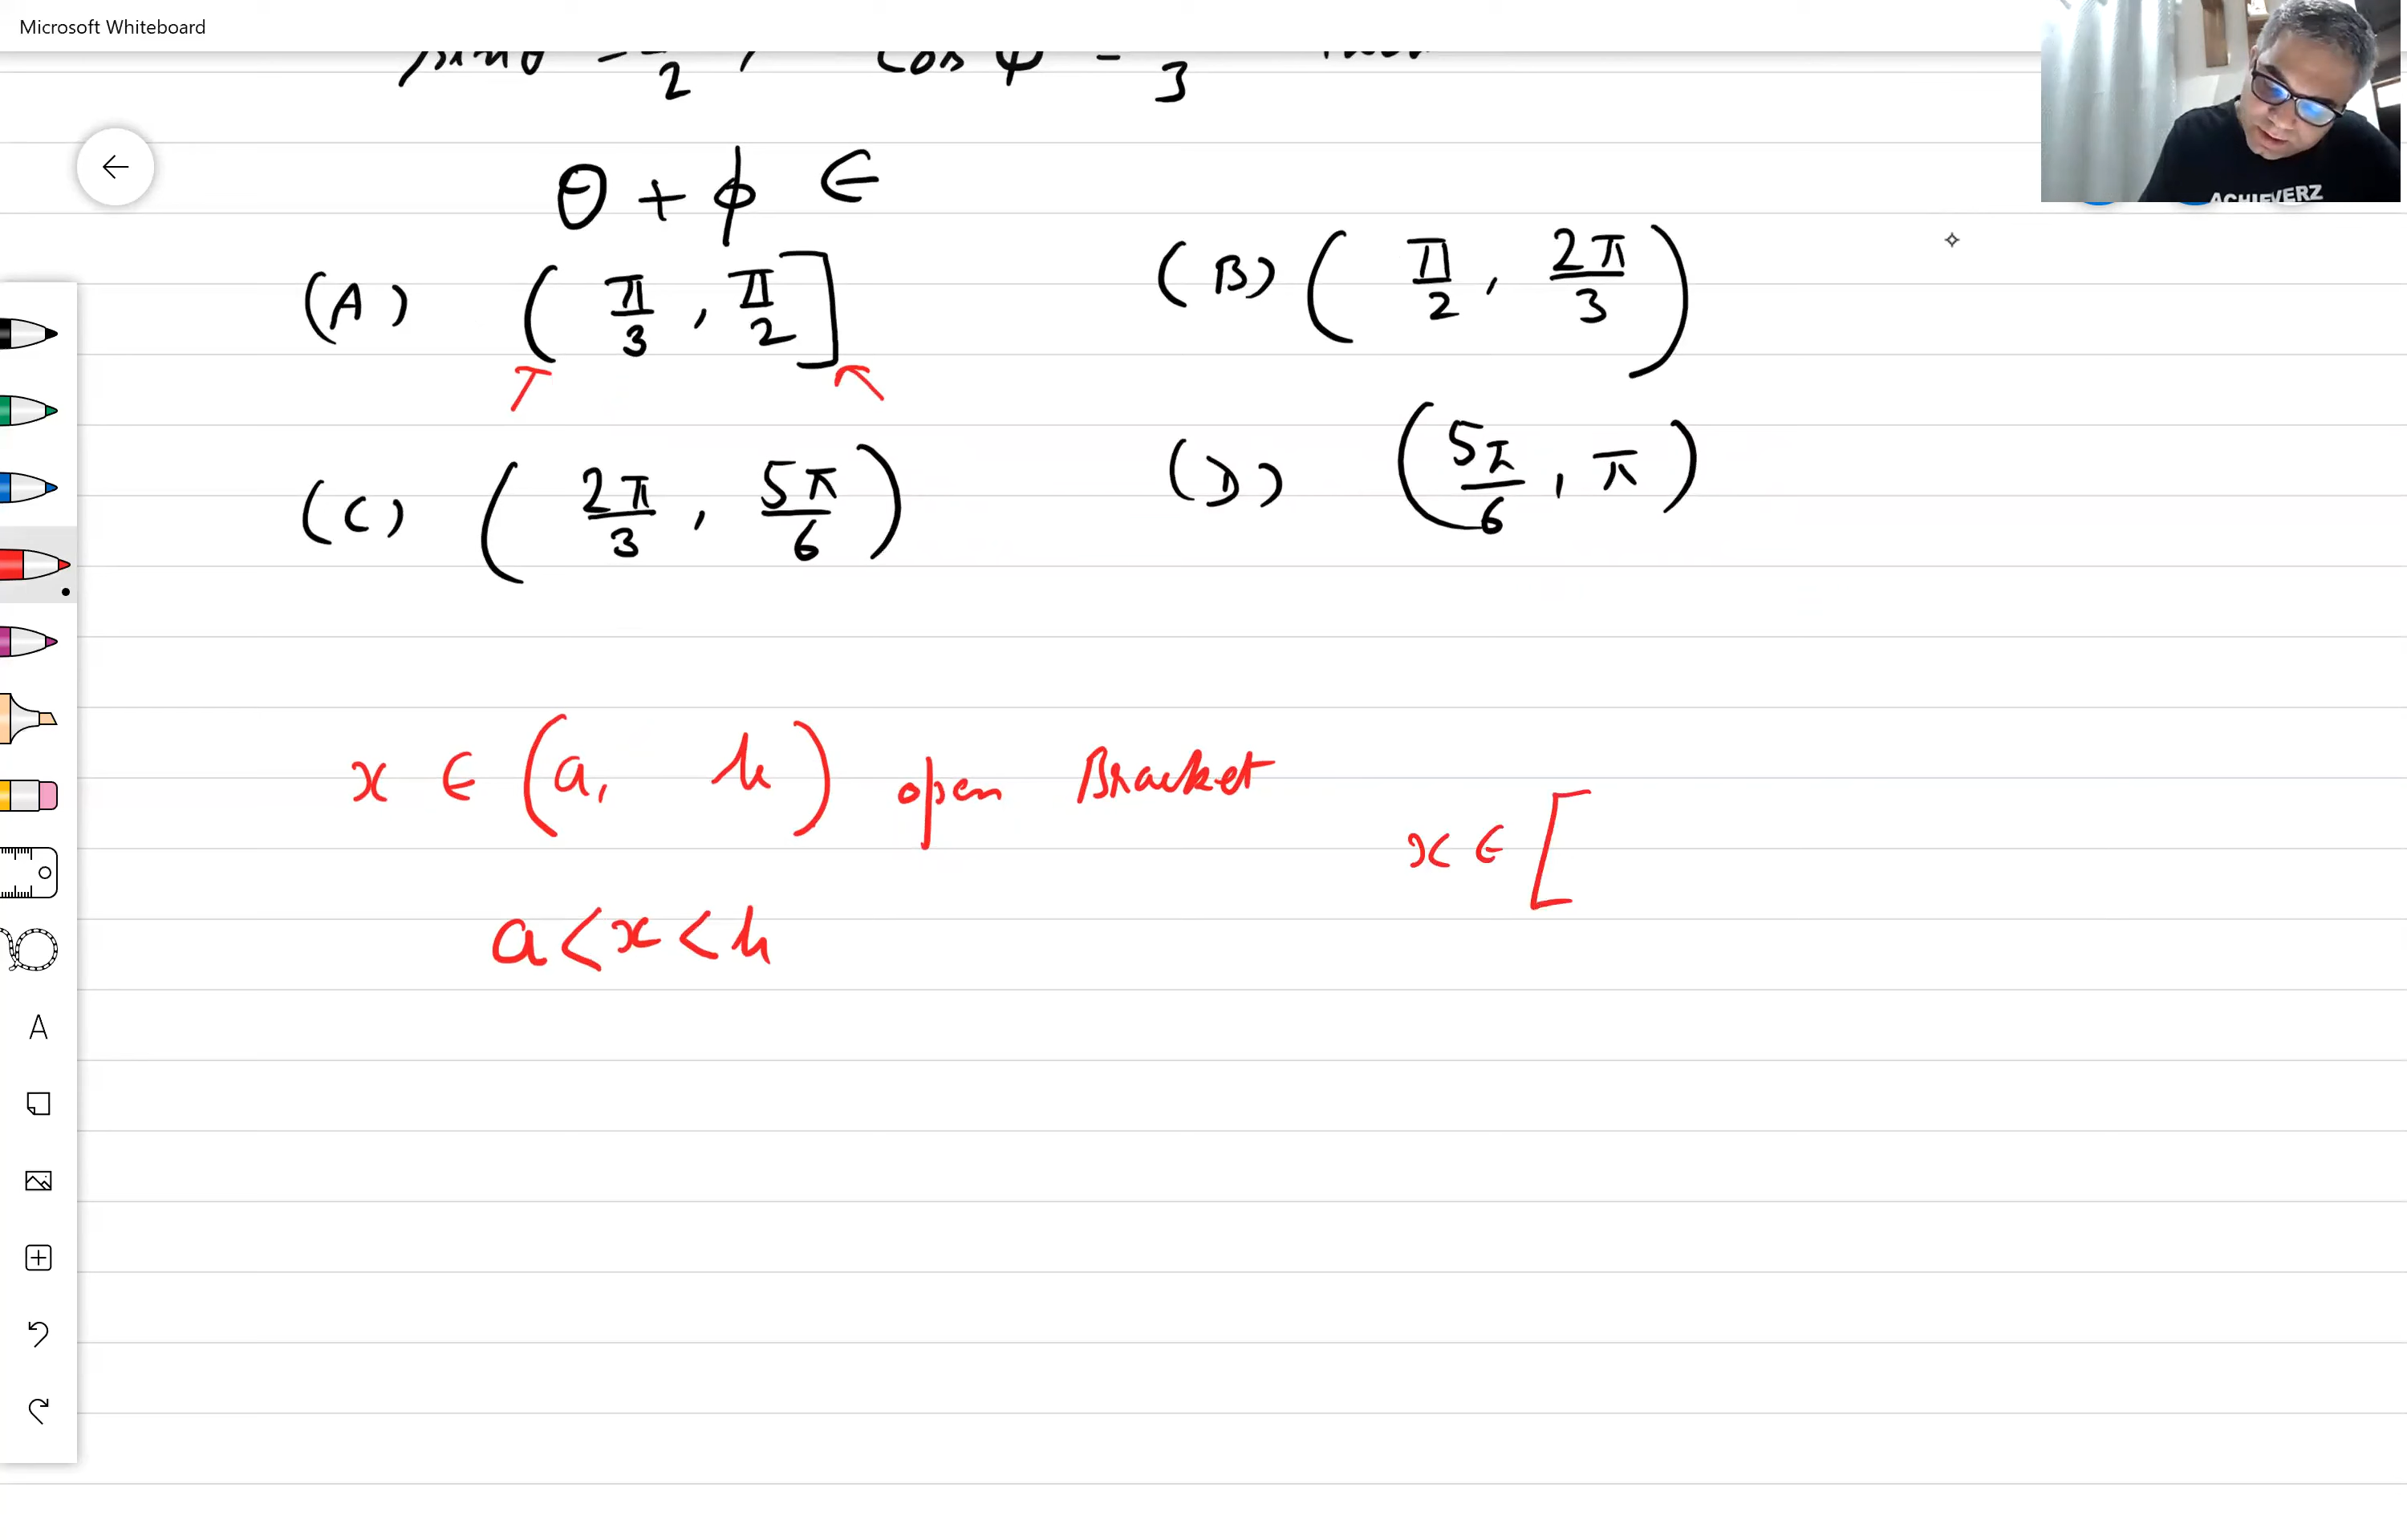 Microsoft Whiteboard
sinθ = /2 , cos φ = /3
θ + φ ∈
(A) (π/3, π/2]
(B) (π/2, 2π/3)
(C) (2π/3, 5π/6)
(D) (5π/6, π)
x ∈ (a, b) open Bracket
x ∈ [
a < x < b
A
ACHIEVERZ